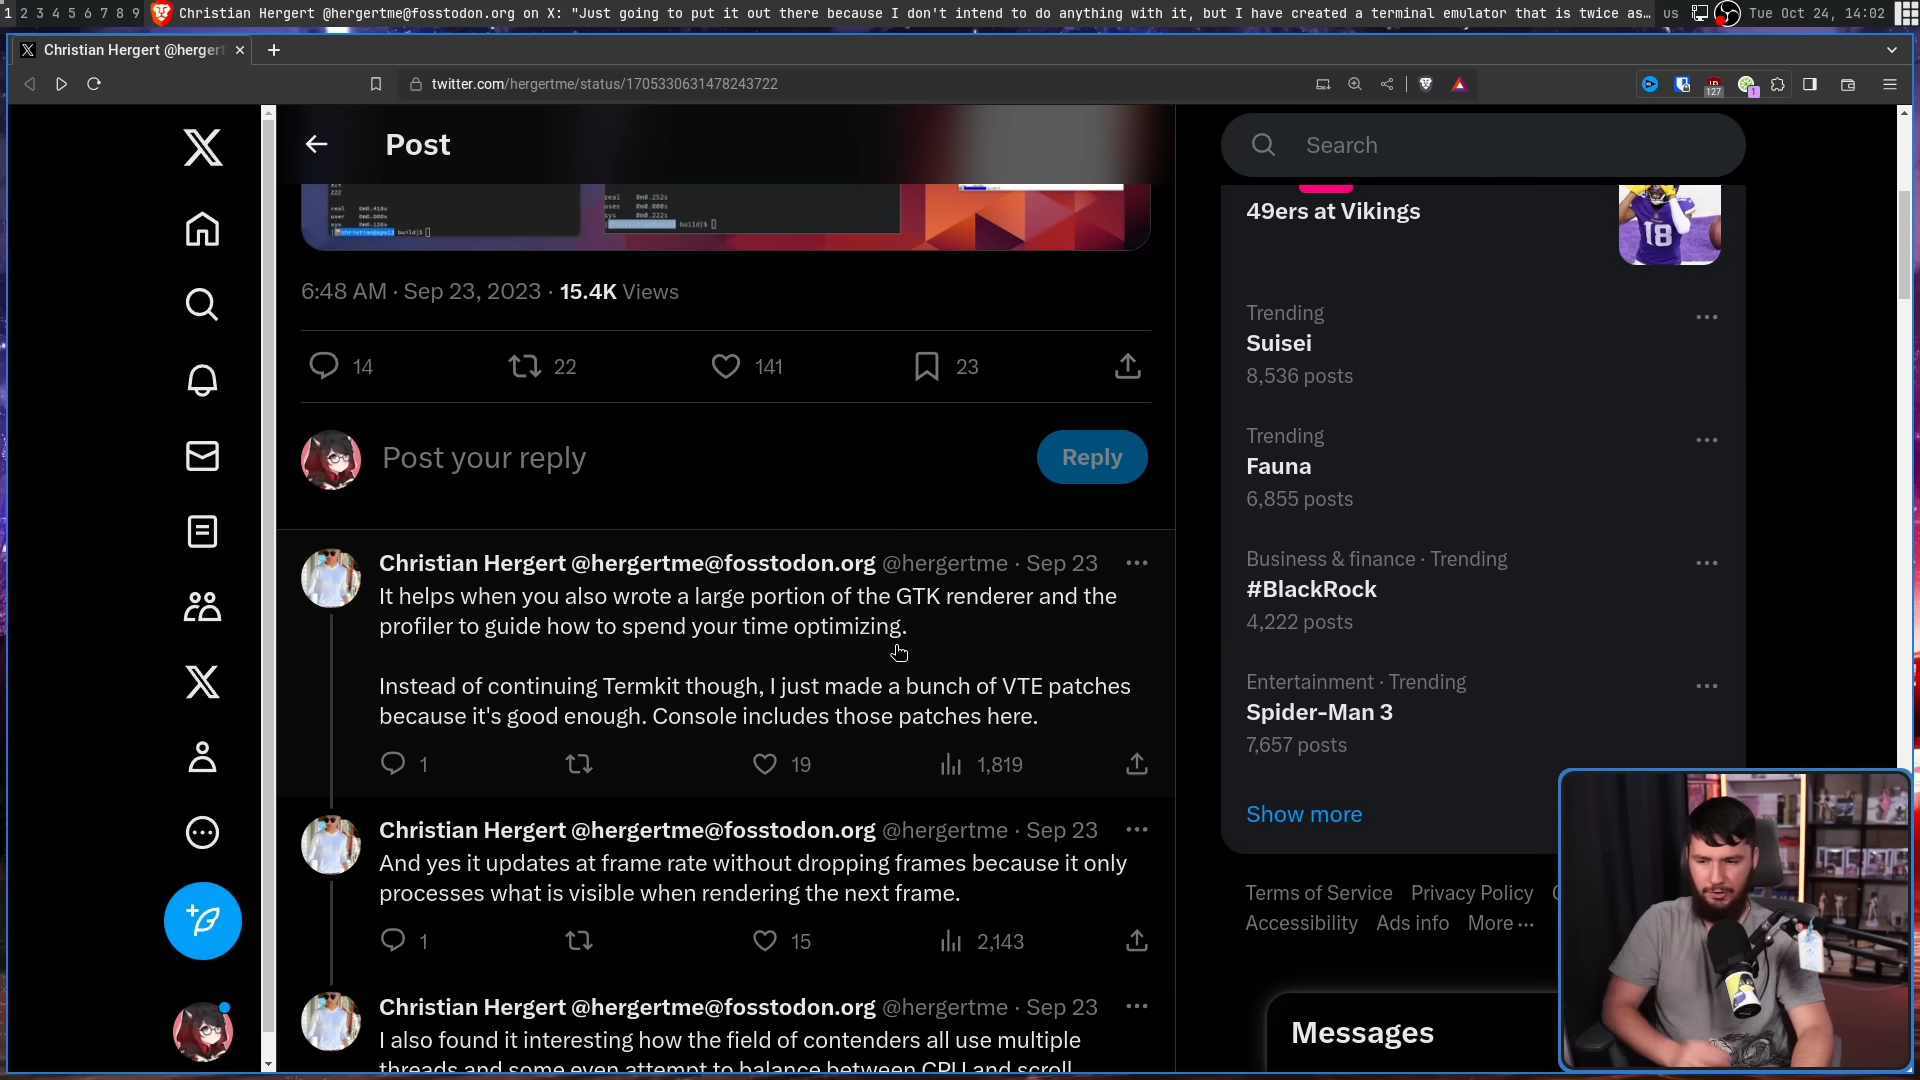 1 2 3 4 5 6 7 8 9 Christian Hergert @hergertme@fosstodon.org on X: "Just going to put it out there because I don't intend to do anything with it, but I have created a terminal emulator that is twice as… us Tue Oct 24, 14:02
Christian Hergert @herger
twitter.com/hergertme/status/1705330631478243722
127
1
Post
Search
222
real 0m0.418s
user 0m0.000s
sys 0m0.126s
build]$
real 0m0.252s
user 0m0.000s
sys 0m0.222s
build]$
49ers at Vikings
18
6:48 AM · Sep 23, 2023 · 15.4K Views
14
22
141
23
Post your reply
Reply
Christian Hergert @hergertme@fosstodon.org @hergertme · Sep 23
It helps when you also wrote a large portion of the GTK renderer and the
profiler to guide how to spend your time optimizing.
Instead of continuing Termkit though, I just made a bunch of VTE patches
because it's good enough. Console includes those patches here.
1
19
1,819
Christian Hergert @hergertme@fosstodon.org @hergertme · Sep 23
And yes it updates at frame rate without dropping frames because it only
processes what is visible when rendering the next frame.
1
15
2,143
Christian Hergert @hergertme@fosstodon.org @hergertme · Sep 23
I also found it interesting how the field of contenders all use multiple
threads and some even attempt to balance between CPU and scroll
Trending
Suisei
8,536 posts
Trending
Fauna
6,855 posts
Business & finance · Trending
#BlackRock
4,222 posts
Entertainment · Trending
Spider-Man 3
7,657 posts
Show more
Terms of Service Privacy Policy
Accessibility Ads info More
Messages